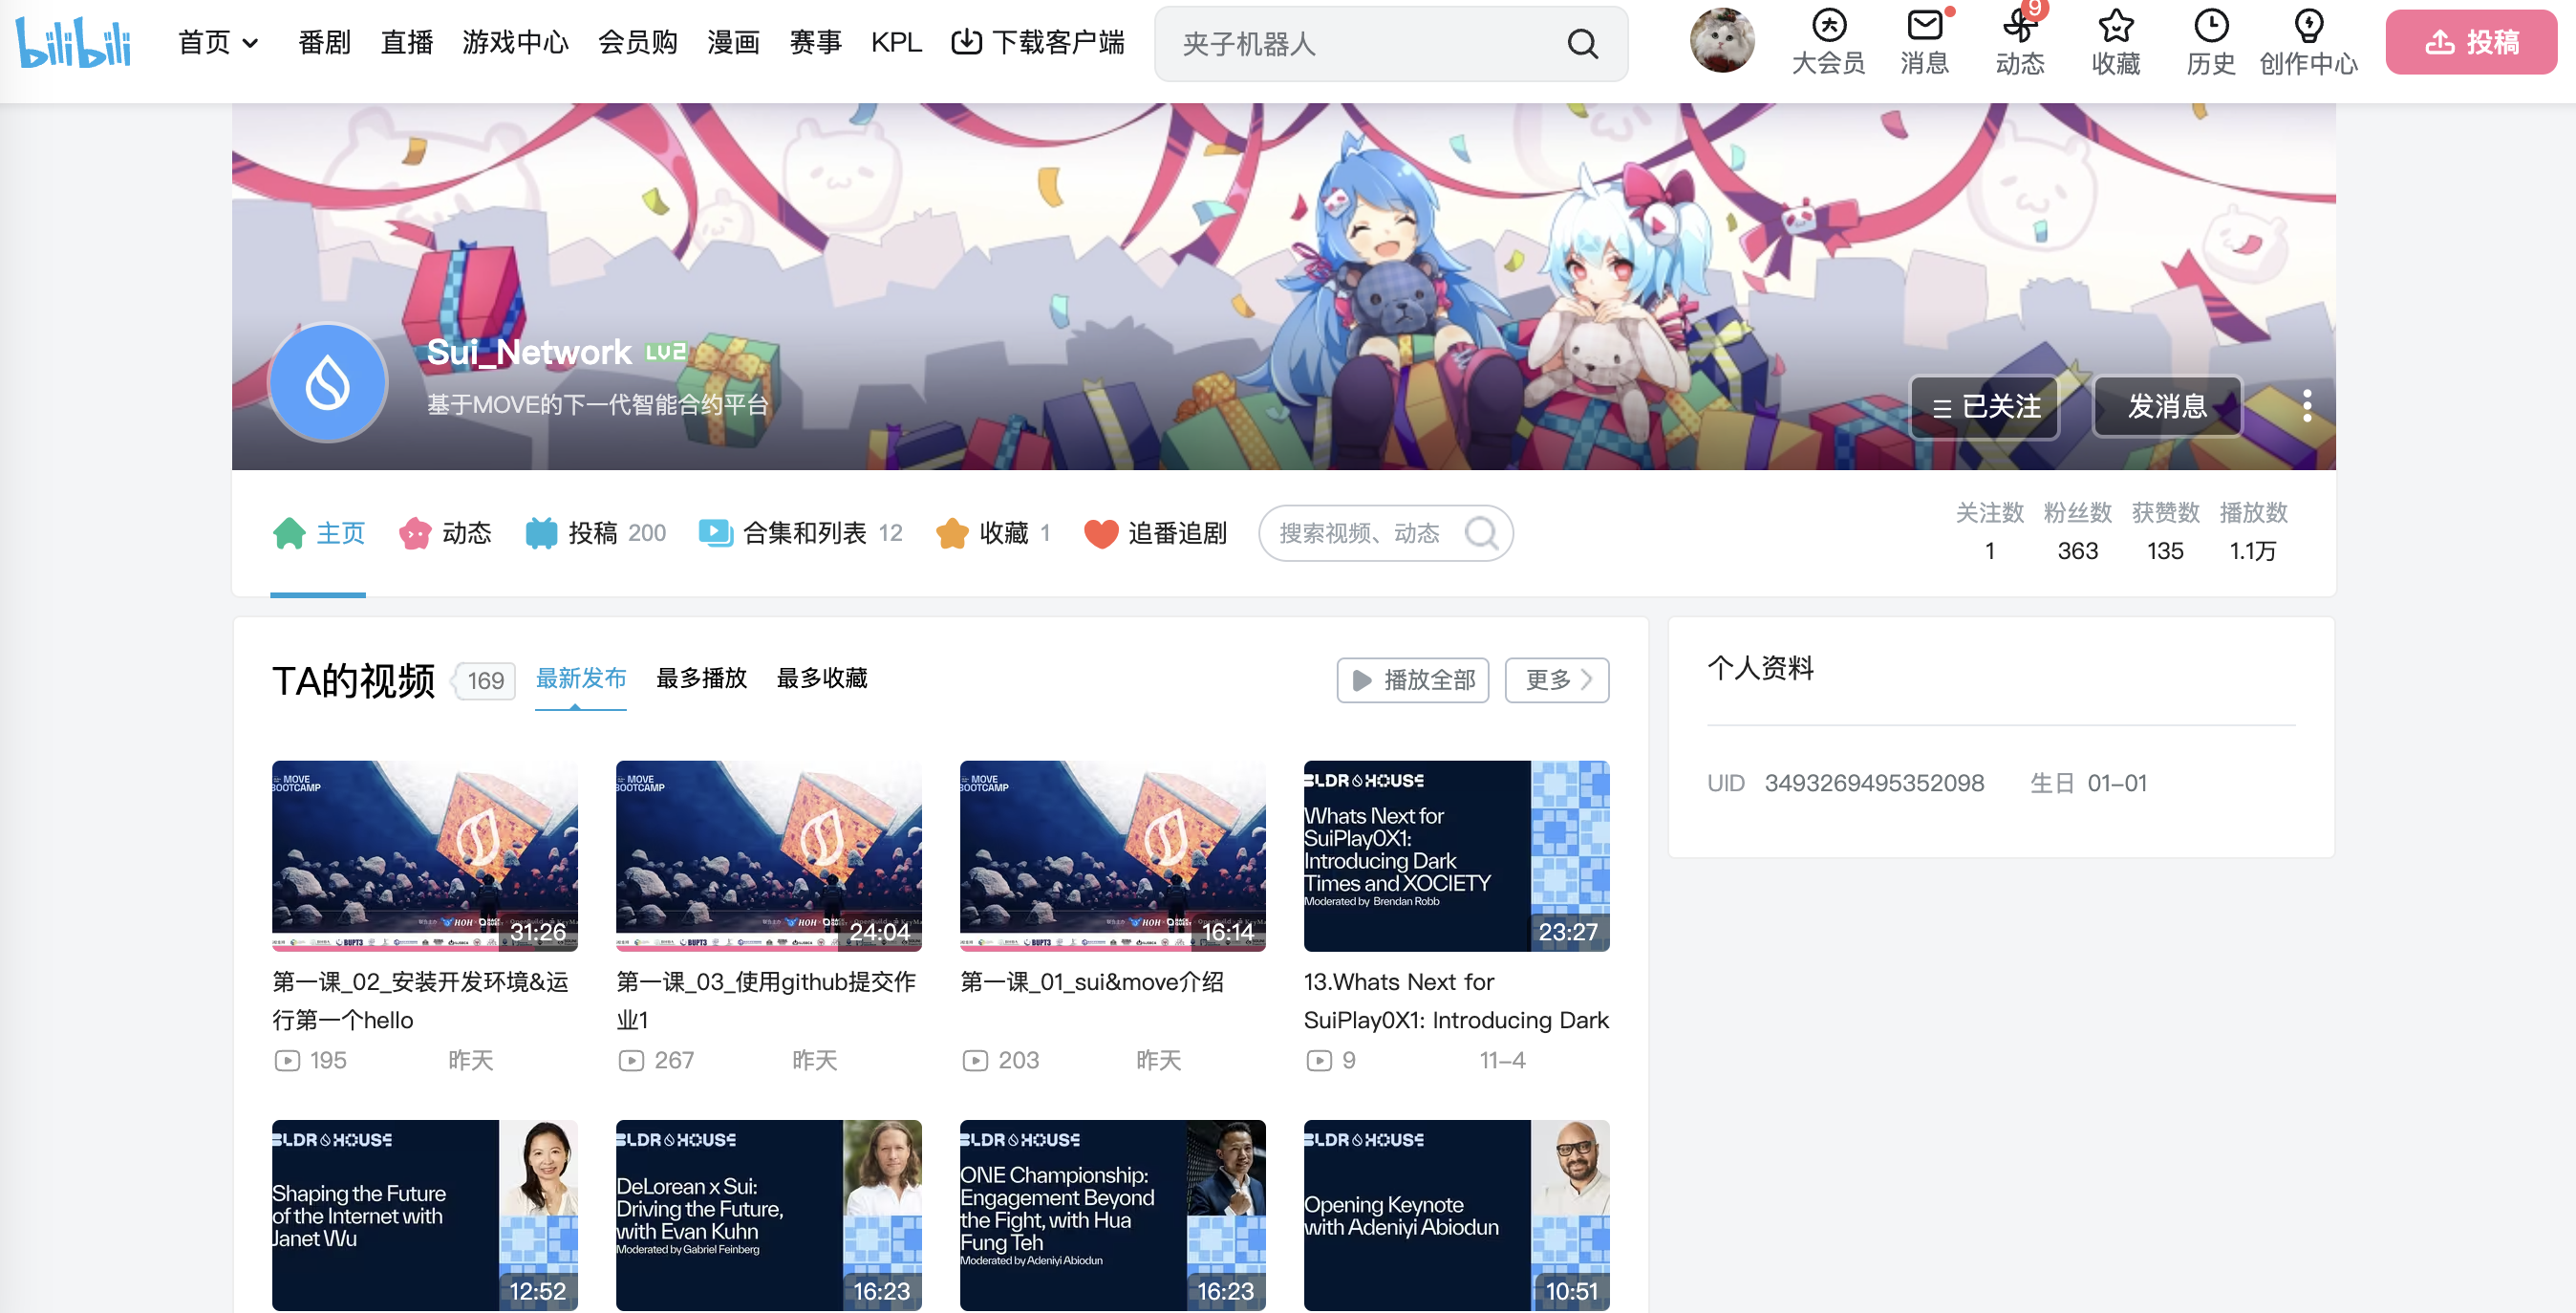 bilibili
首页
番剧
直播
游戏中心
会员购
漫画
赛事
KPL
下载客户端
夹子机器人
大会员
消息
9
动态
收藏
历史
创作中心
投稿
Sui_Network LV2
基于MOVE的下一代智能合约平台
已关注
发消息
主页
动态
投稿 200
合集和列表 12
收藏 1
追番追剧
搜索视频、动态
关注数 粉丝数 获赞数 播放数
1 363 135 1.1万
TA的视频 169 最新发布 最多播放 最多收藏
播放全部
更多
个人资料
UID 3493269495352098 生日 01-01
MOVE
BOOTCAMP
HOH
BUPT3
31:26
第一课_02_安装开发环境&运
行第一个hello
195 昨天
MOVE
BOOTCAMP
HOH
BUPT3
24:04
第一课_03_使用github提交作
业1
267 昨天
MOVE
BOOTCAMP
HOH
BUPT3
16:14
第一课_01_sui&move介绍
203 昨天
BLDR HOUSE
Whats Next for
SuiPlay0X1:
Introducing Dark
Times and XOCIETY
Moderated by Brendan Robb
23:27
13.Whats Next for
SuiPlay0X1: Introducing Dark
9 11-4
BLDR HOUSE
Shaping the Future
of the Internet with
Janet Wu
12:52
BLDR HOUSE
DeLorean x Sui:
Driving the Future,
with Evan Kuhn
Moderated by Gabriel Feinberg
16:23
BLDR HOUSE
ONE Championship:
Engagement Beyond
the Fight, with Hua
Fung Teh
Moderated by Adeniyi Abiodun
16:23
BLDR HOUSE
Opening Keynote
with Adeniyi Abiodun
10:51